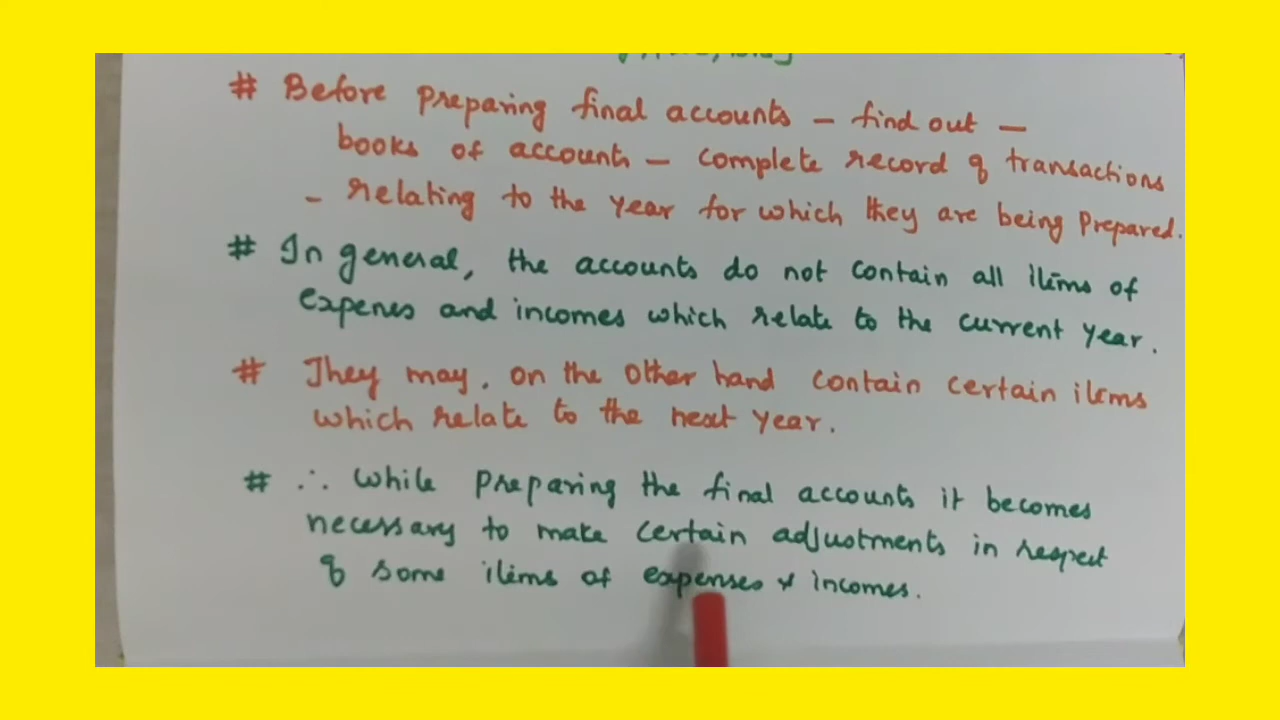 # Before preparing final accounts – find out –
books of account – complete record of transactions
– relating to the year for which they are being prepared.
# In general, the accounts do not contain all items of
expenes and incomes which relate to the current year.
# They may, on the other hand contain certain items
which relate to the next year.
# ∴ While preparing the final accounts it becomes
necessary to make certain adjustments in respect
of some items of expenses & incomes.